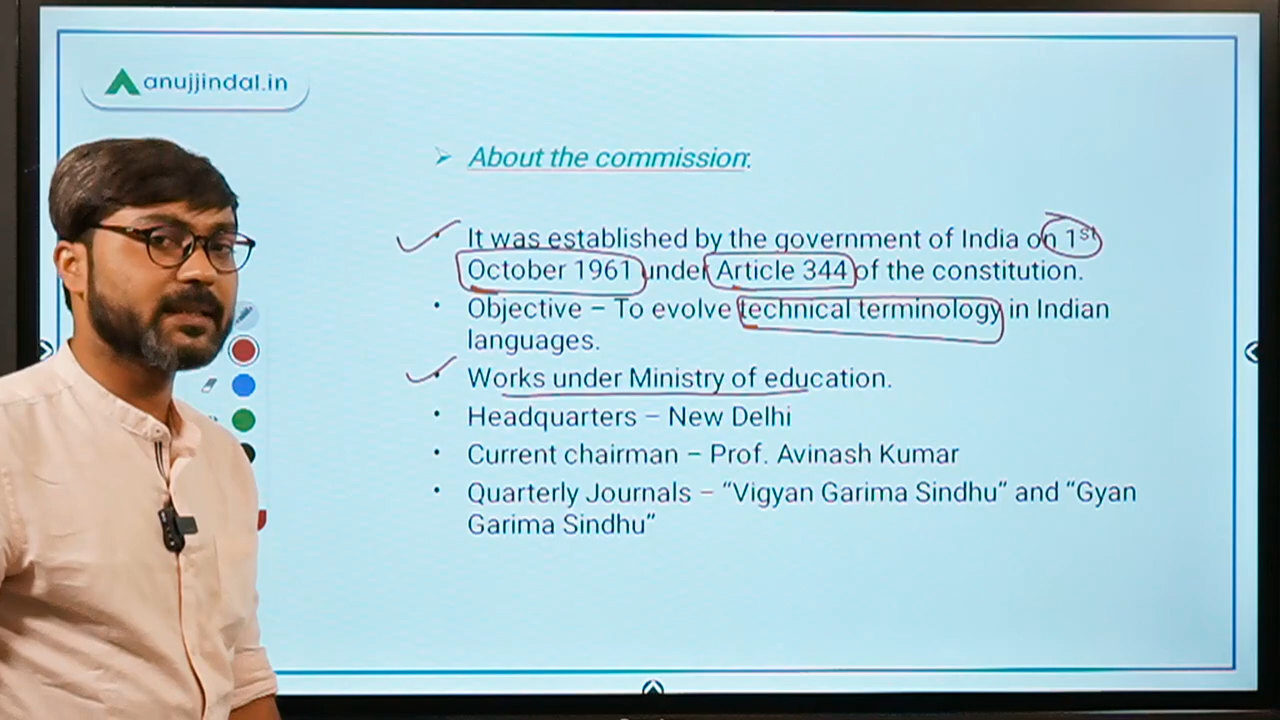 anujjindal.in
About the commission:
It was established by the government of India on 1st
October 1961 under Article 344 of the constitution.
Objective – To evolve technical terminology in Indian
languages.
Works under Ministry of education.
Headquarters – New Delhi
Current chairman – Prof. Avinash Kumar
Quarterly Journals – “Vigyan Garima Sindhu” and “Gyan
Garima Sindhu”